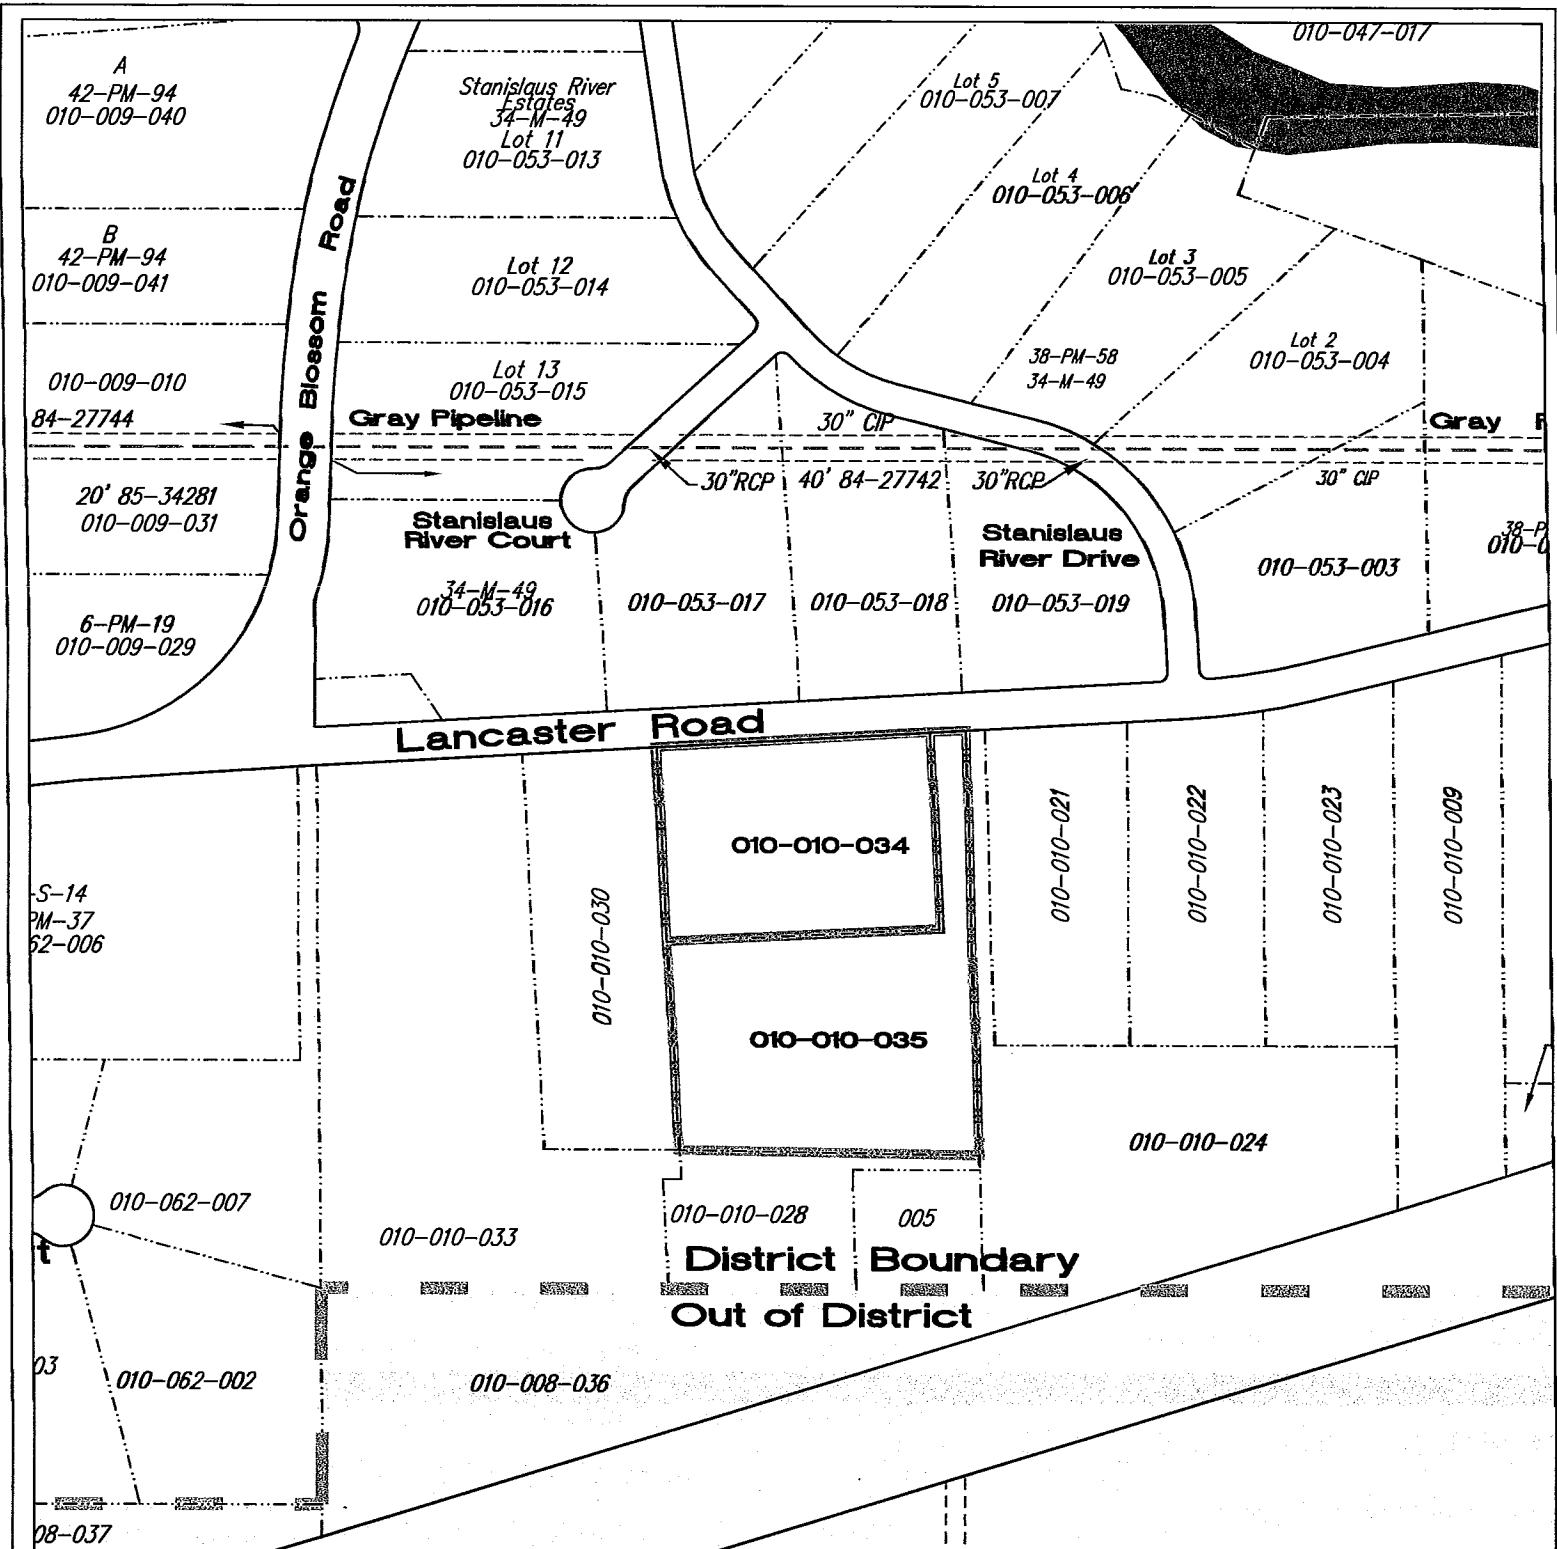 010-047-017
A
42-PM-94
010-009-040
Stanislaus River
Estates
34-M-49
Lot 11
010-053-013
Lot 5
010-053-007
Lot 4
010-053-006
B
42-PM-94
010-009-041
Orange Blossom Road
Lot 12
010-053-014
Lot 3
010-053-005
Lot 2
010-053-004
38-PM-58
34-M-49
010-009-010
Lot 13
010-053-015
84-27744
Gray Pipeline
30" CIP
Gray
30"RCP
40' 84-27742
30"RCP
30" CIP
20' 85-34281
010-009-031
Stanislaus
River Court
Stanislaus
River Drive
38-P
010-0
010-053-003
34-M-49
010-053-016
010-053-017
010-053-018
010-053-019
6-PM-19
010-009-029
Lancaster Road
010-010-034
010-010-021
010-010-022
010-010-023
010-010-009
-S-14
PM-37
62-006
010-010-030
010-010-035
010-010-024
010-062-007
010-010-033
010-010-028
005
t
District Boundary
Out of District
03
010-062-002
010-008-036
08-037